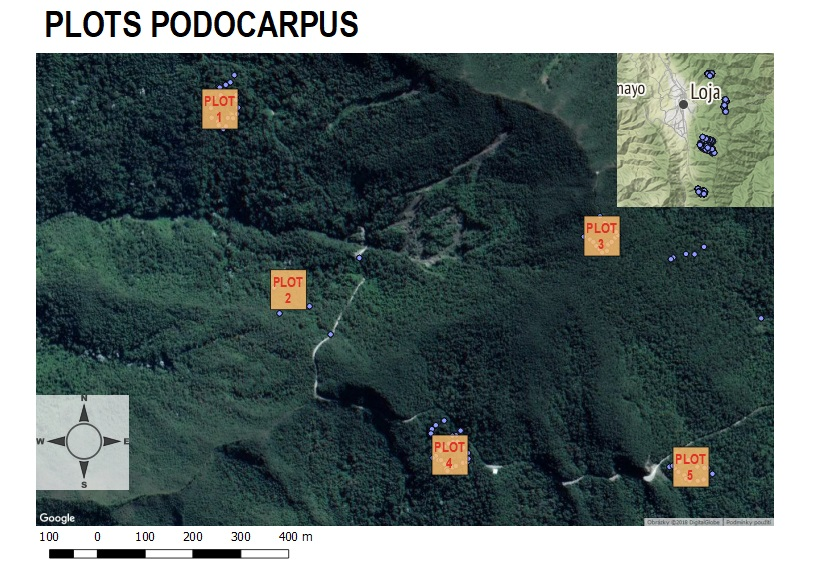 PLOTS PODOCARPUS
PLOT
1
mayo
Loja
PLOT
3
PLOT
2
N
W
E
S
PLOT
4
PLOT
5
Google
Obrázky ©2018 DigitalGlobe
Podmínky použití
100 0 100 200 300 400 m